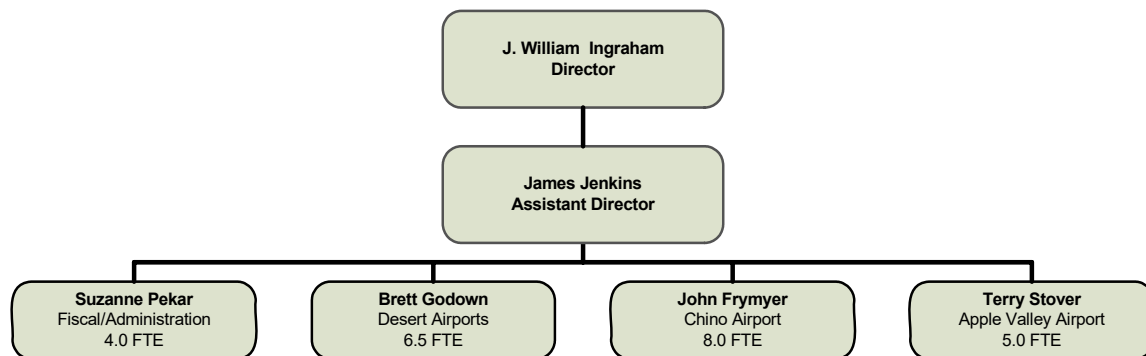 J. William Ingraham
Director
James Jenkins
Assistant Director
Suzanne Pekar
Fiscal/Administration
4.0 FTE
Brett Godown
Desert Airports
6.5 FTE
John Frymyer
Chino Airport
8.0 FTE
Terry Stover
Apple Valley Airport
5.0 FTE